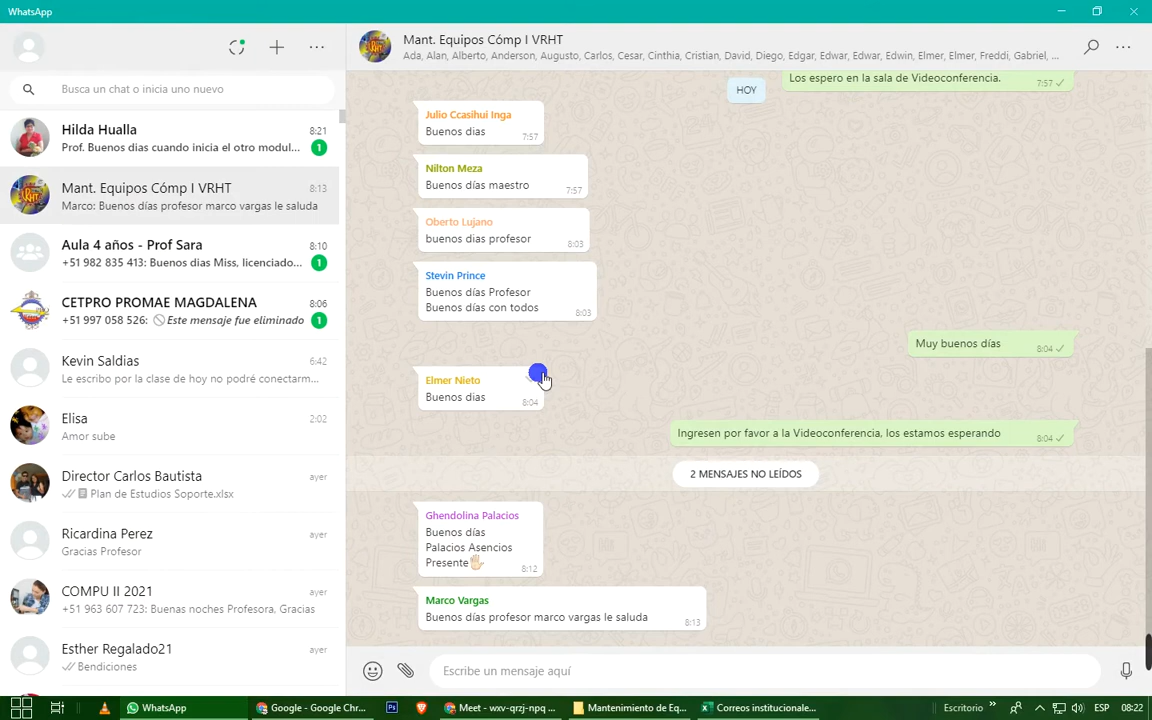 WhatsApp
Busca un chat o inicia uno nuevo
Hilda Hualla
8:21
Prof. Buenos dias cuando inicia el otro modul...
1
Mant. Equipos Cómp I VRHT
8:13
Marco: Buenos días profesor marco vargas le saluda
Aula 4 años - Prof Sara
8:10
+51 982 835 413: Buenos dias Miss, licenciado...
1
CETPRO PROMAE MAGDALENA
8:06
+51 997 058 526: Este mensaje fue eliminado
1
Kevin Saldias
6:42
Le escribo por la clase de hoy no podré conectarm...
Elisa
2:02
Amor sube
Director Carlos Bautista
ayer
Plan de Estudios Soporte.xlsx
Ricardina Perez
ayer
Gracias Profesor
COMPU II 2021
ayer
+51 963 607 723: Buenas noches Profesora, Gracias
Esther Regalado21
ayer
Bendiciones
Mant. Equipos Cómp I VRHT
Ada, Alan, Alberto, Anderson, Augusto, Carlos, Cesar, Cinthia, Cristian, David, Diego, Edgar, Edwar, Edwar, Edwin, Elmer, Elmer, Freddi, Gabriel, ...
Los espero en la sala de Videoconferencia.
7:57
HOY
Julio Ccasihuí Inga
Buenos dias
7:57
Nilton Meza
Buenos días maestro
7:57
Oberto Lujano
buenos dias profesor
8:03
Stevin Prince
Buenos días Profesor
Buenos días con todos
8:03
Muy buenos días
8:04
Elmer Nieto
Buenos dias
8:04
Ingresen por favor a la Videoconferencia, los estamos esperando
8:04
2 MENSAJES NO LEÍDOS
Ghendolina Palacios
Buenos días
Palacios Asencios
Presente🖐🏻
8:12
Marco Vargas
Buenos días profesor marco vargas le saluda
8:13
Escribe un mensaje aquí
WhatsApp
Google - Google Chr...
Ps
Meet - wxv-qrzj-npq ...
Mantenimiento de Eq...
Correos institucionale...
Escritorio
ESP
08:22